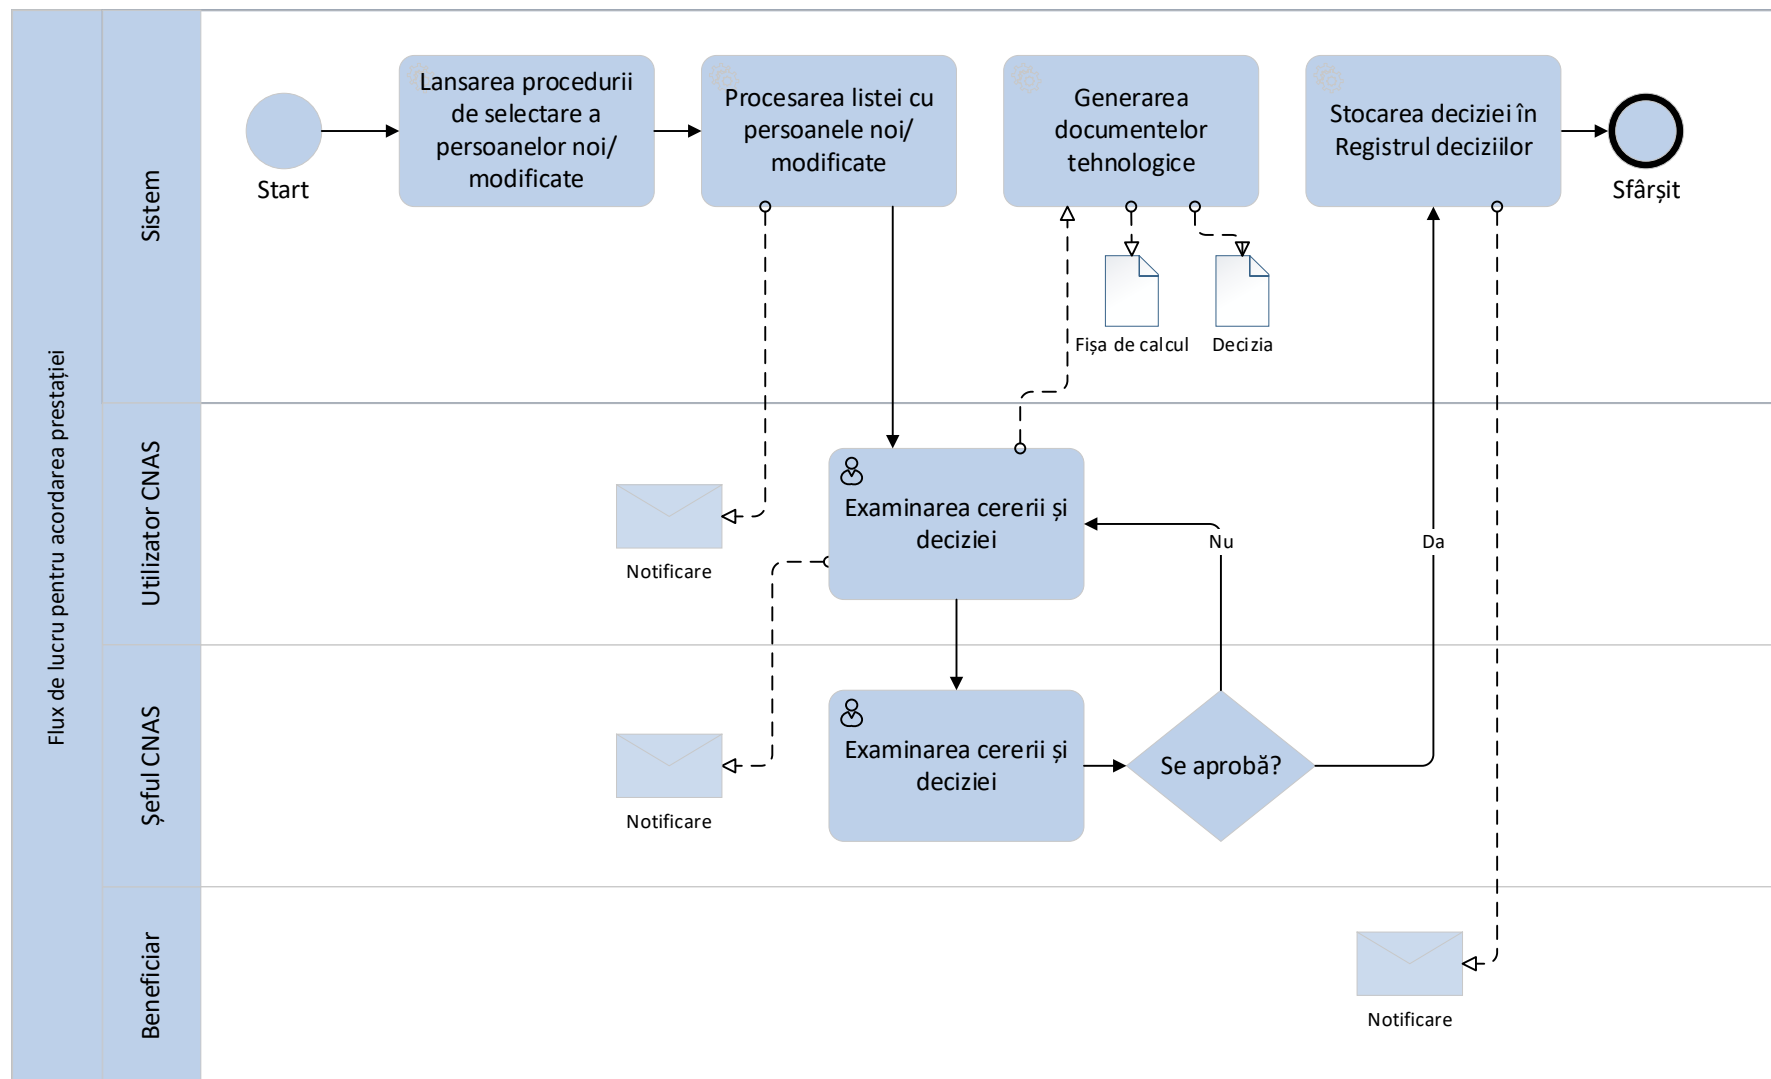 Flux de lucru pentru acordarea prestației
Sistem
Start
Lansarea procedurii
de selectare a
persoanelor noi/
modificate
Procesarea listei cu
persoanele noi/
modificate
Generarea
documentelor
tehnologice
Stocarea deciziei în
Registrul deciziilor
Sfârșit
Fișa de calcul
Decizia
Utilizator CNAS
Notificare
Examinarea cererii și
deciziei
Nu
Da
Șeful CNAS
Notificare
Examinarea cererii și
deciziei
Se aprobă?
Beneficiar
Notificare